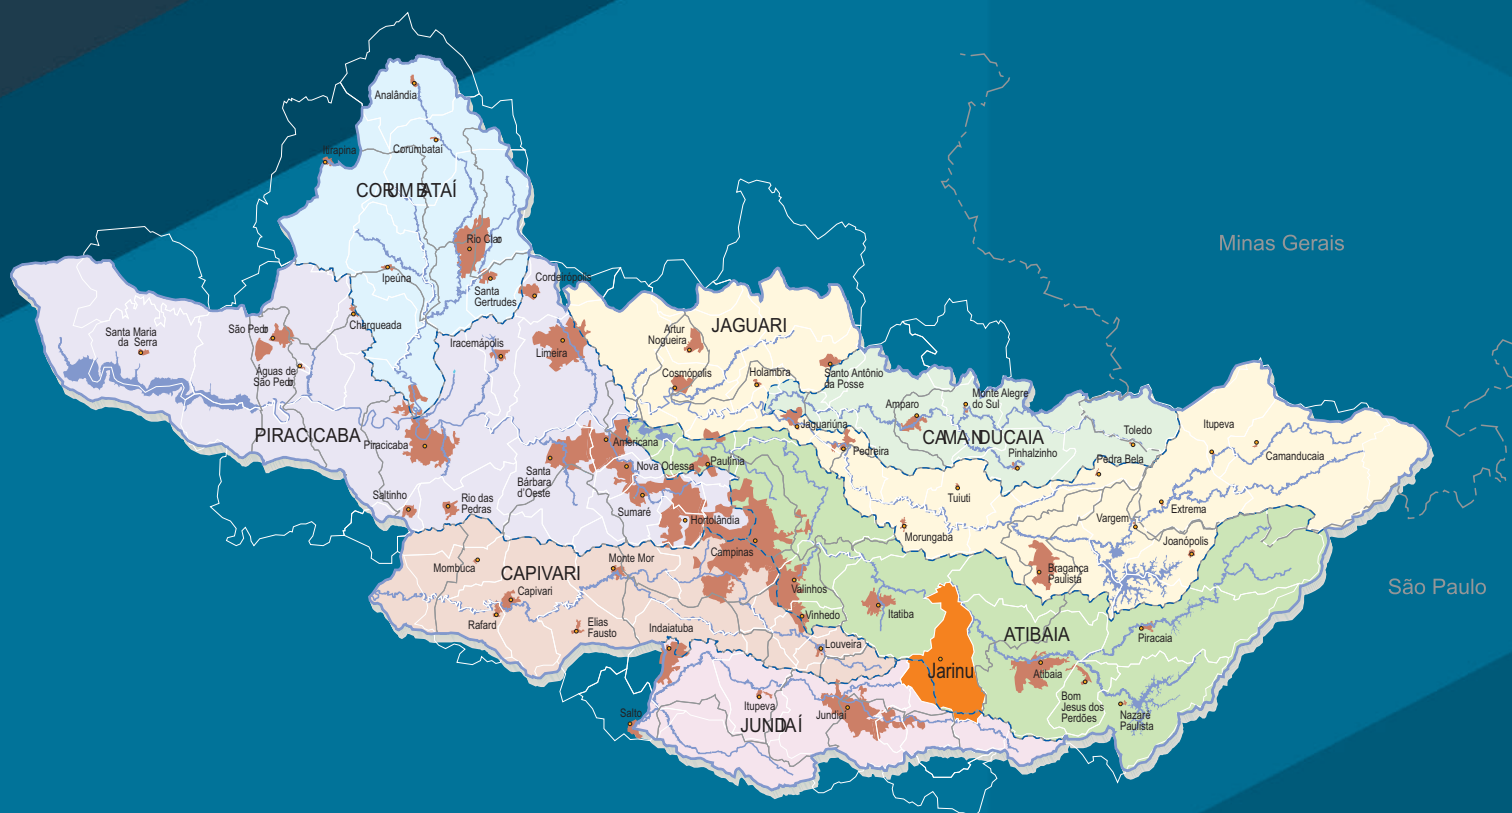 Analândia
Itirapina
Corumbataí
CORUMBATAÍ
Rio Claro
Ipeúna
Santa
Gertrudes
Cordeirópolis
Charqueada
Santa Maria
da Serra
São Pedro
Águas de
São Pedro
Iracemápolis
Limeira
PIRACICABA
Piracicaba
Saltinho
Rio das
Pedras
Santa
Bárbara
d'Oeste
Americana
Nova Odessa
Sumaré
Hortolândia
Paulínia
Campinas
JAGUARI
Artur
Nogueira
Cosmópolis
Holambra
Santo Antônio
da Posse
Jaguariúna
Pedreira
Amparo
Monte Alegre
do Sul
CAMANDUCAIA
Pinhalzinho
Toledo
Pedra Bela
Itupeva
Camanducaia
Tuiuti
Morungaba
Vargem
Extrema
Joanópolis
Bragança
Paulista
Minas Gerais
São Paulo
Mombuca
CAPIVARI
Capivari
Rafard
Monte Mor
Elias
Fausto
Indaiatuba
Valinhos
Vinhedo
Louveira
Itatiba
ATIBAIA
Piracaia
Atibaia
Bom
Jesus dos
Perdões
Nazaré
Paulista
Jarinu
Salto
Itupeva
JUNDIAÍ
Jundiaí